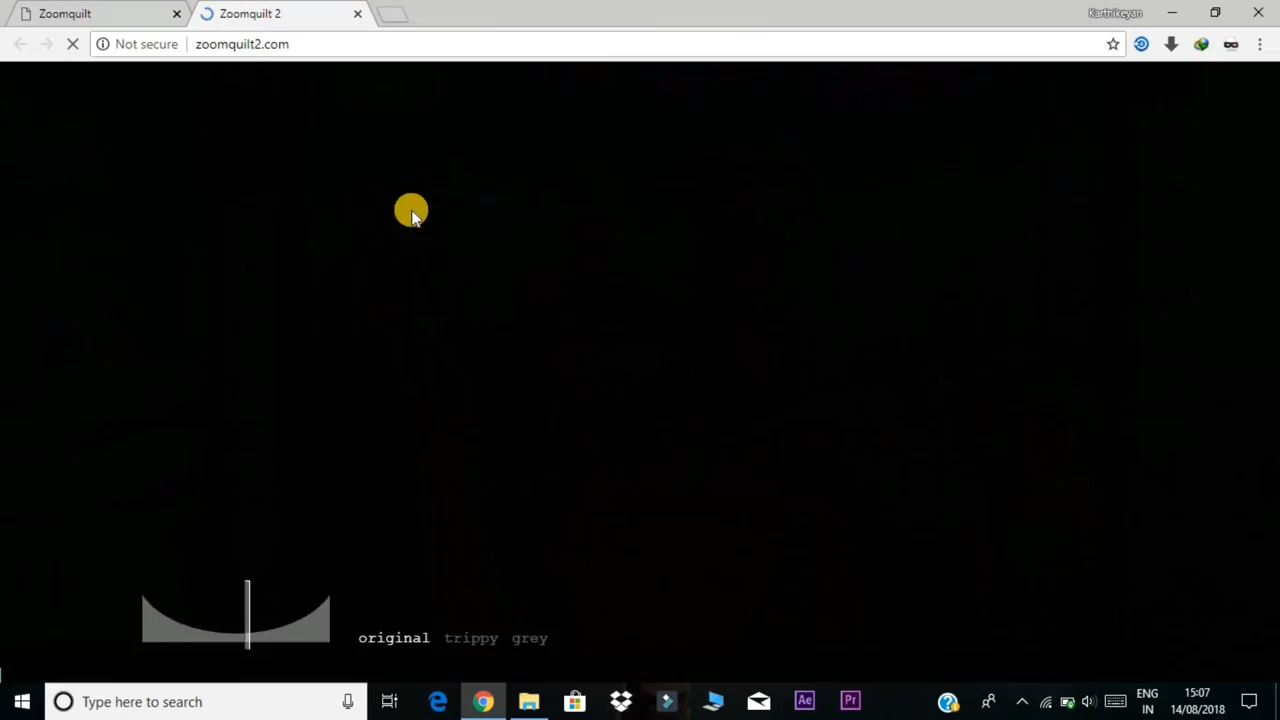 Zoomquilt
Zoomquilt 2
Karthikeyan
Not secure
zoomquilt2.com
original trippy grey
Type here to search
Ae
Pr
ENG
IN
15:07
14/08/2018